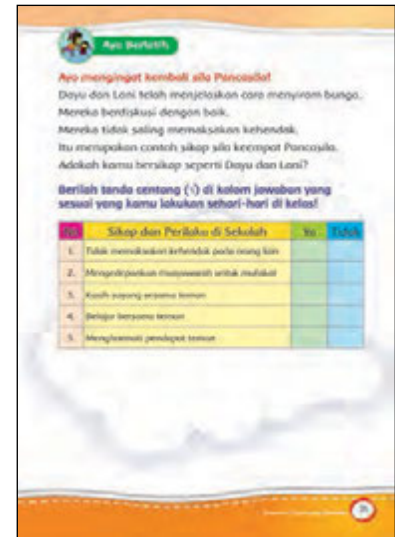 Ayo Berlatih
Ayo mengingat kembali sila Pancasila!
Dayu dan Lani telah menjelaskan cara menyiram bunga.
Mereka berdiskusi dengan baik.
Mereka tidak saling memaksakan kehendak.
Itu merupakan contoh sikap sila keempat Pancasila.
Adakah kamu bersikap seperti Dayu dan Lani?
Berilah tanda centang (√) di kolom jawaban yang
sesuai yang kamu lakukan sehari-hari di kelas!
No. Sikap dan Perilaku di Sekolah Ya Tidak
1. Tidak memaksakan kehendak pada orang lain
2. Mengedepankan musyawarah untuk mufakat
3. Kasih sayang sesama teman
4. Belajar bersama teman
5. Menghormati pendapat teman